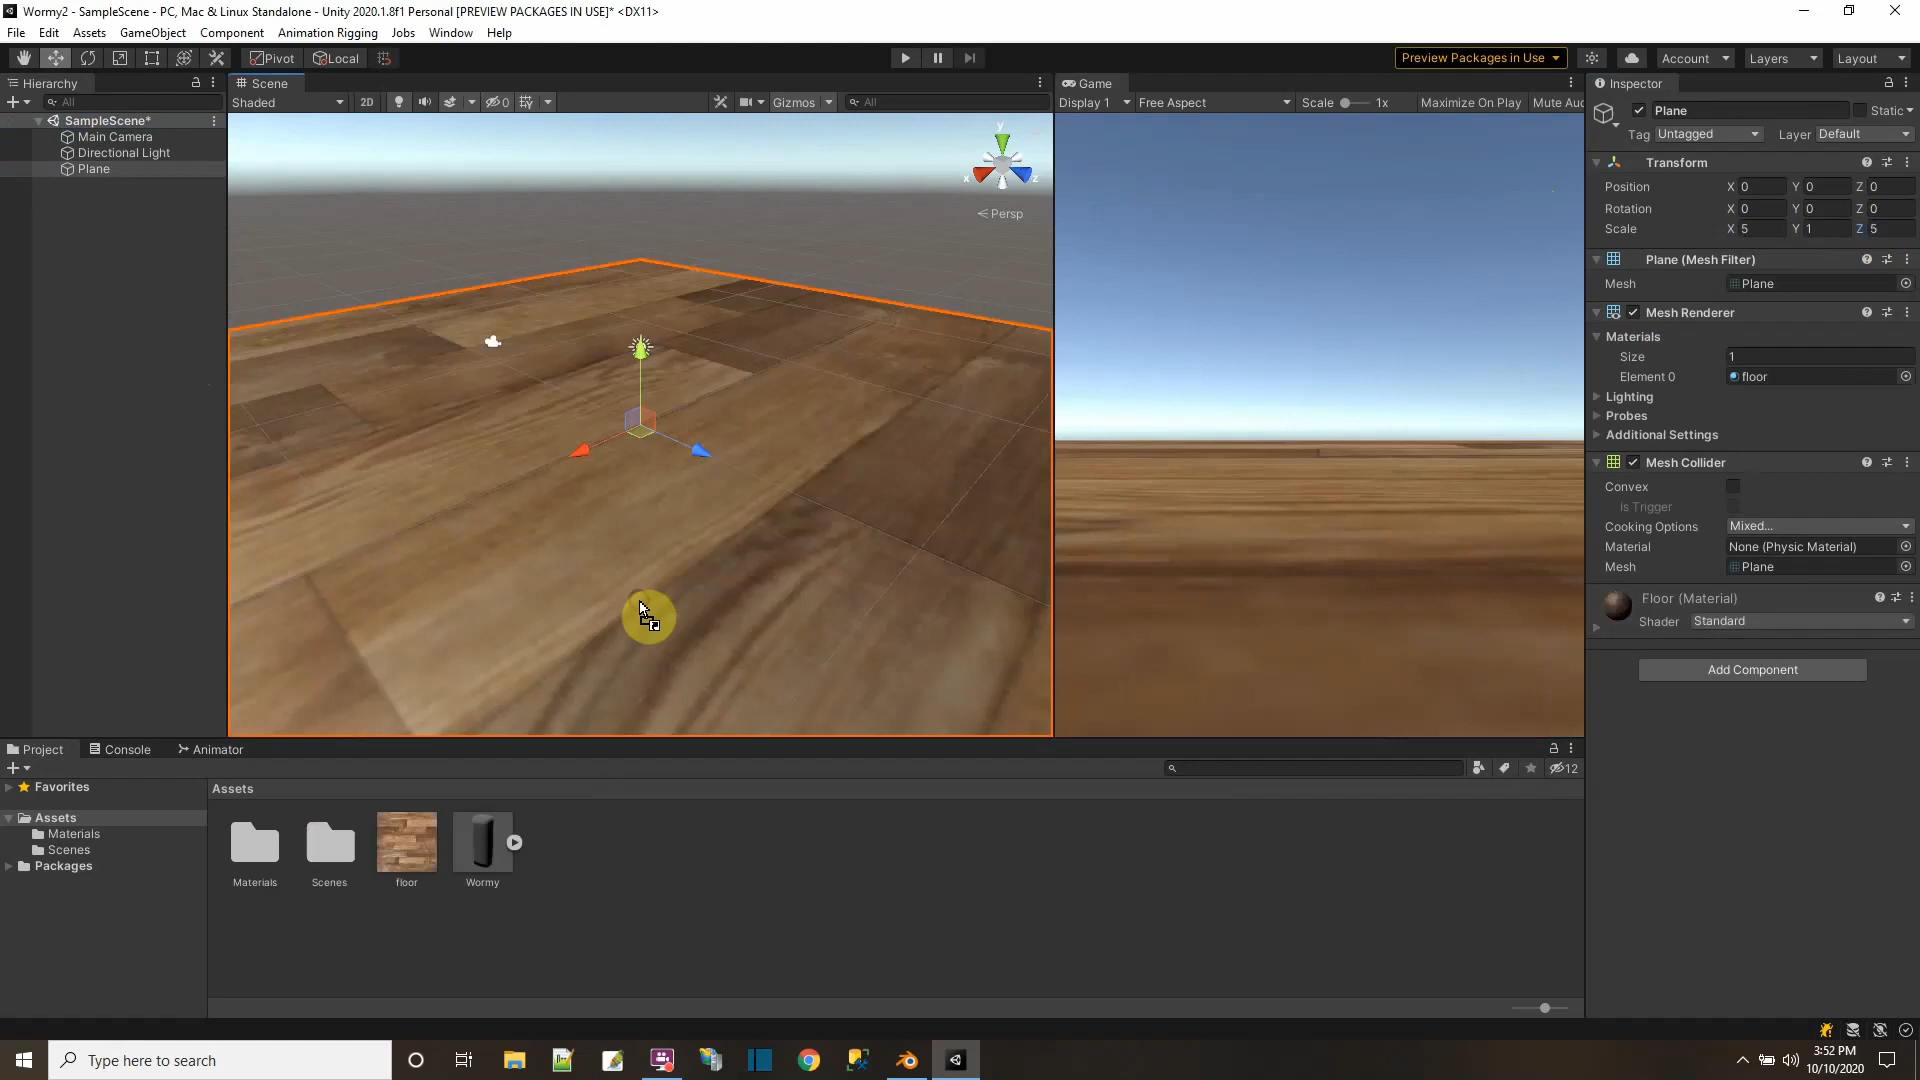 Wormy2 - SampleScene - PC, Mac & Linux Standalone - Unity 2020.1.8f1 Personal [PREVIEW PACKAGES IN USE]* <DX11>
File Edit Assets GameObject Component Animation Rigging Jobs Window Help
Pivot Local Preview Packages in Use Account Layers Layout
Hierarchy
All
SampleScene*
Main Camera
Directional Light
Plane
Scene
Shaded 2D 0 Gizmos All
y
x z
Persp
Game
Display 1 Free Aspect Scale 1x Maximize On Play Mute Au
Inspector
Plane Static
Tag Untagged Layer Default
Transform
Position X 0 Y 0 Z 0
Rotation X 0 Y 0 Z 0
Scale X 5 Y 1 Z 5
Plane (Mesh Filter)
Mesh Plane
Mesh Renderer
Materials
Size 1
Element 0 floor
Lighting
Probes
Additional Settings
Mesh Collider
Convex
Is Trigger
Cooking Options Mixed...
Material None (Physic Material)
Mesh Plane
Floor (Material)
Shader Standard
Add Component
Project Console Animator
12
Favorites
Assets
Materials
Scenes
Packages
Assets
Materials Scenes floor Wormy
Type here to search
3:52 PM
10/10/2020